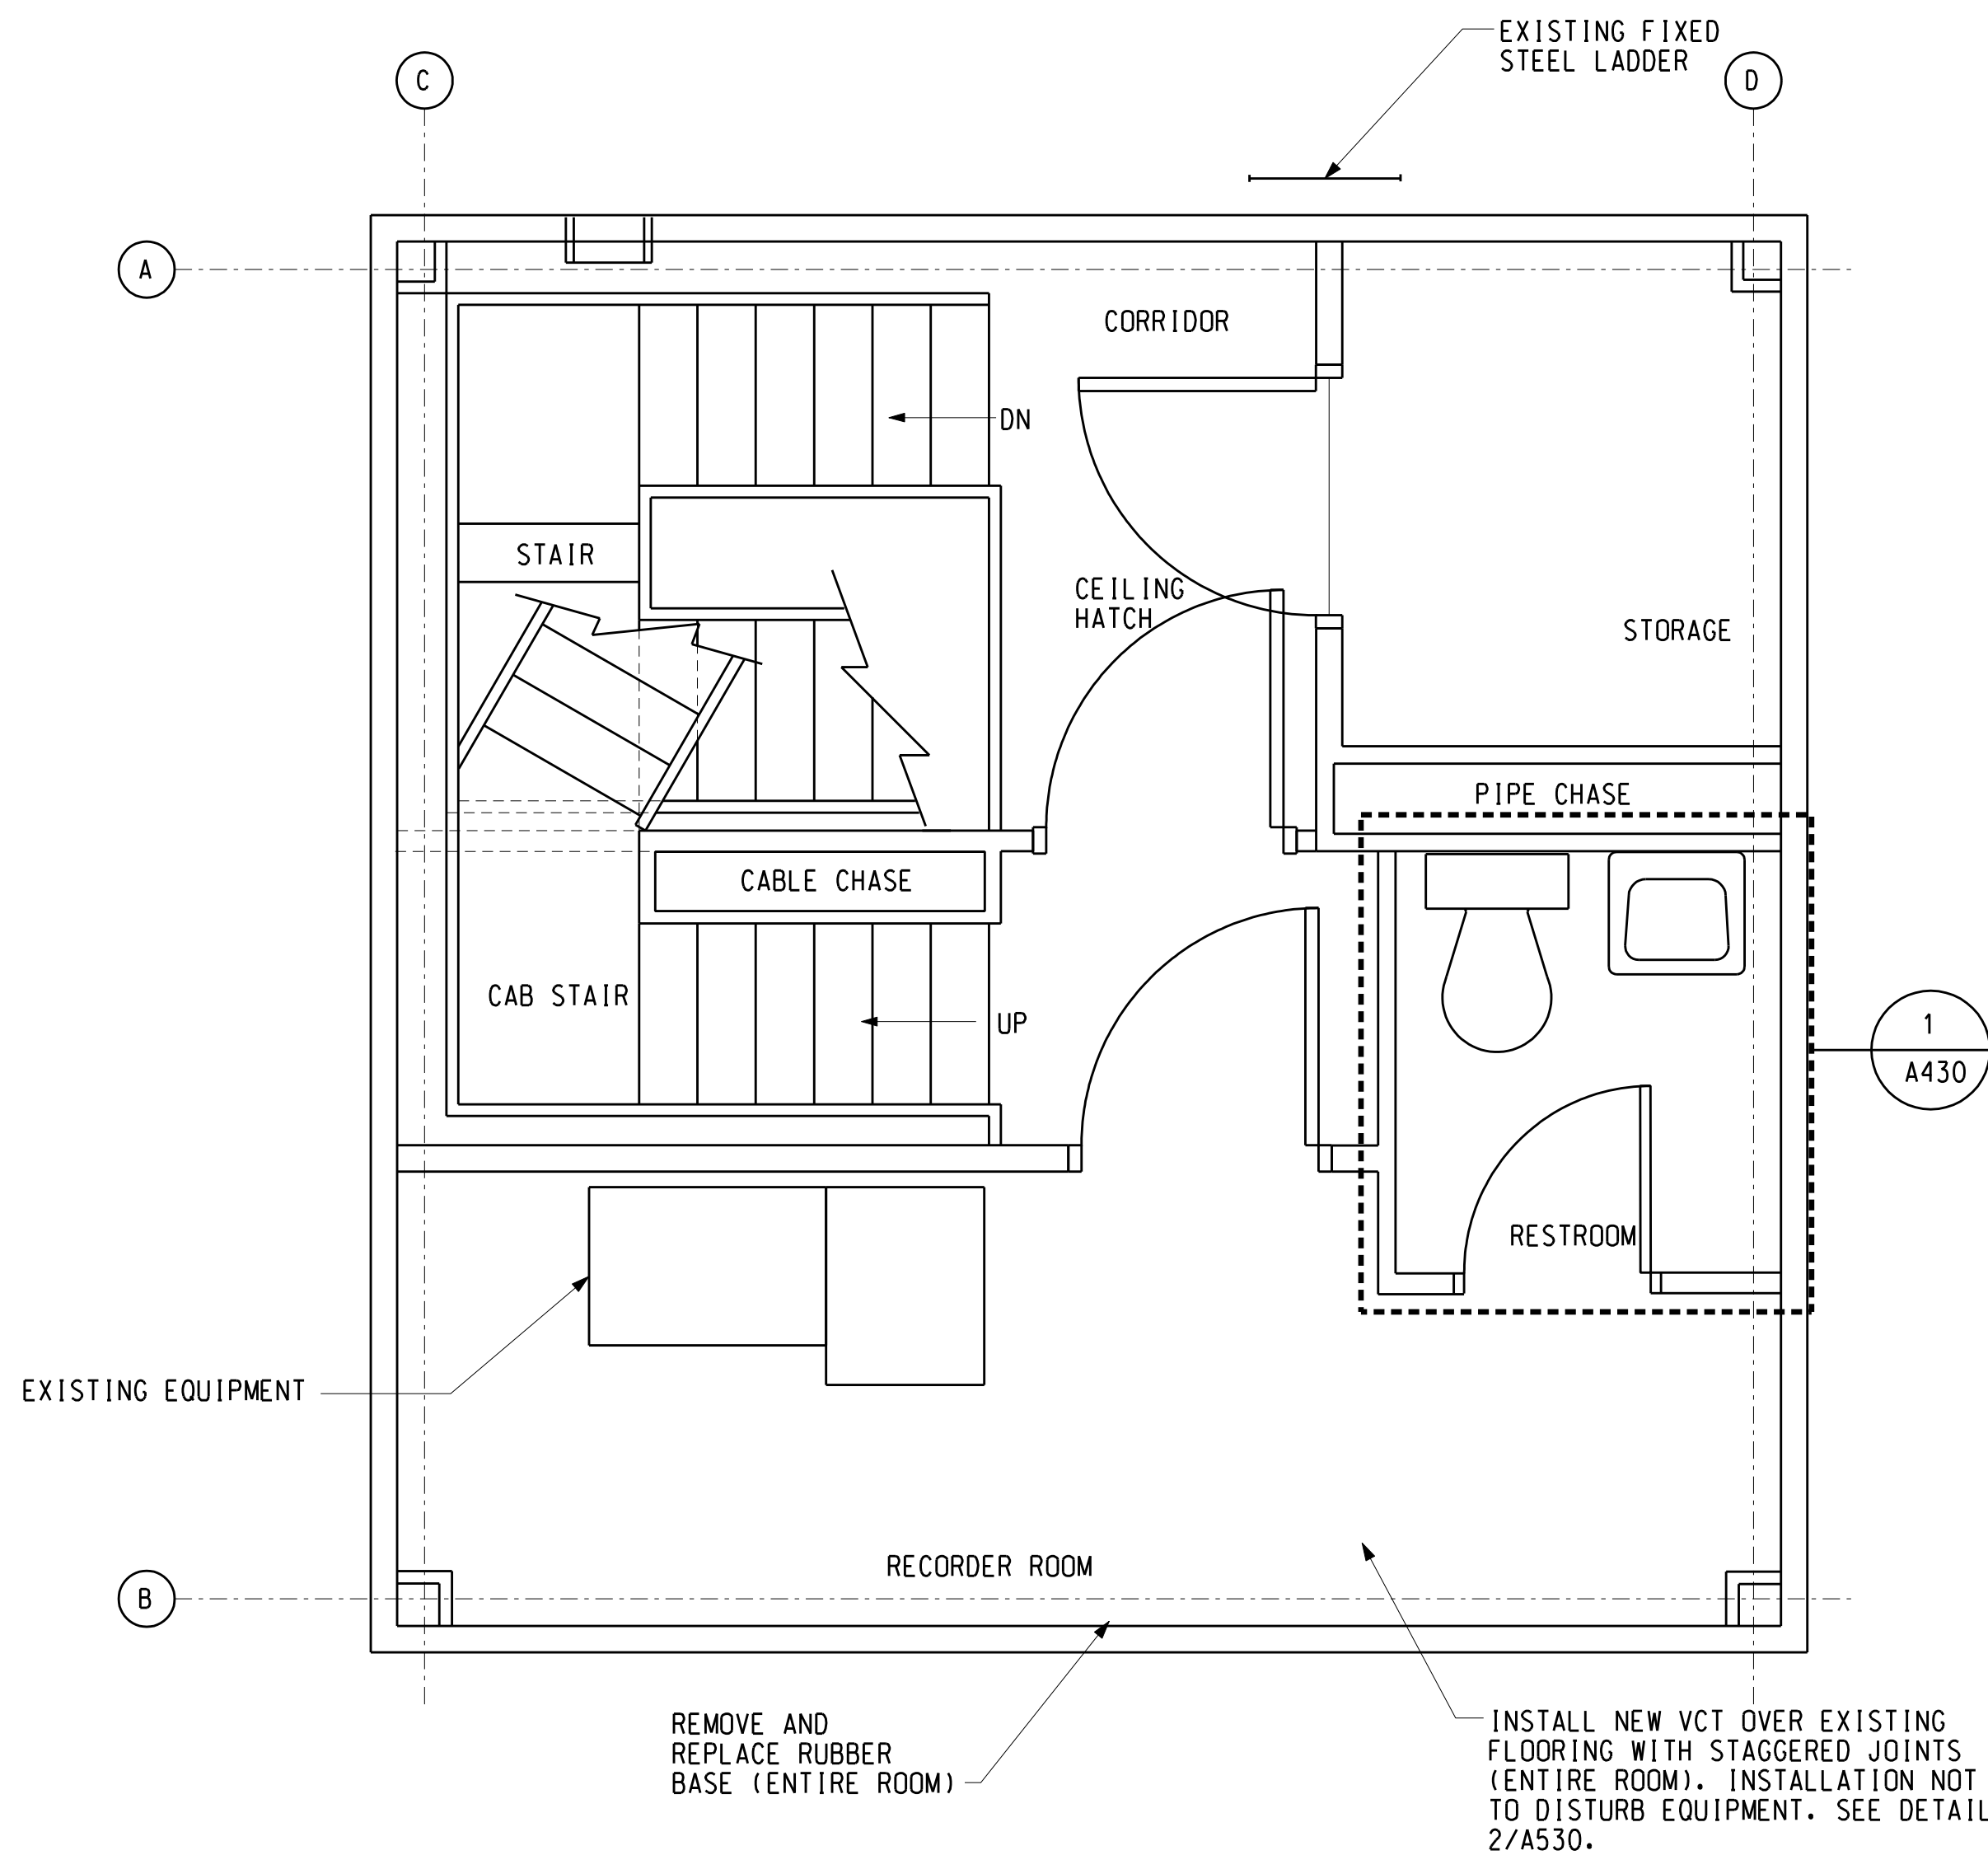 EXISTING FIXED
STEEL LADDER
C
D
A
CORRIDOR
DN
STAIR
CEILING
HATCH
STORAGE
PIPE CHASE
CABLE CHASE
CAB STAIR
UP
1
A430
RESTROOM
EXISTING EQUIPMENT
RECORDER ROOM
B
REMOVE AND
REPLACE RUBBER
BASE (ENTIRE ROOM)
INSTALL NEW VCT OVER EXISTING
FLOORING WITH STAGGERED JOINTS
(ENTIRE ROOM). INSTALLATION NOT
TO DISTURB EQUIPMENT. SEE DETAIL
2/A530.